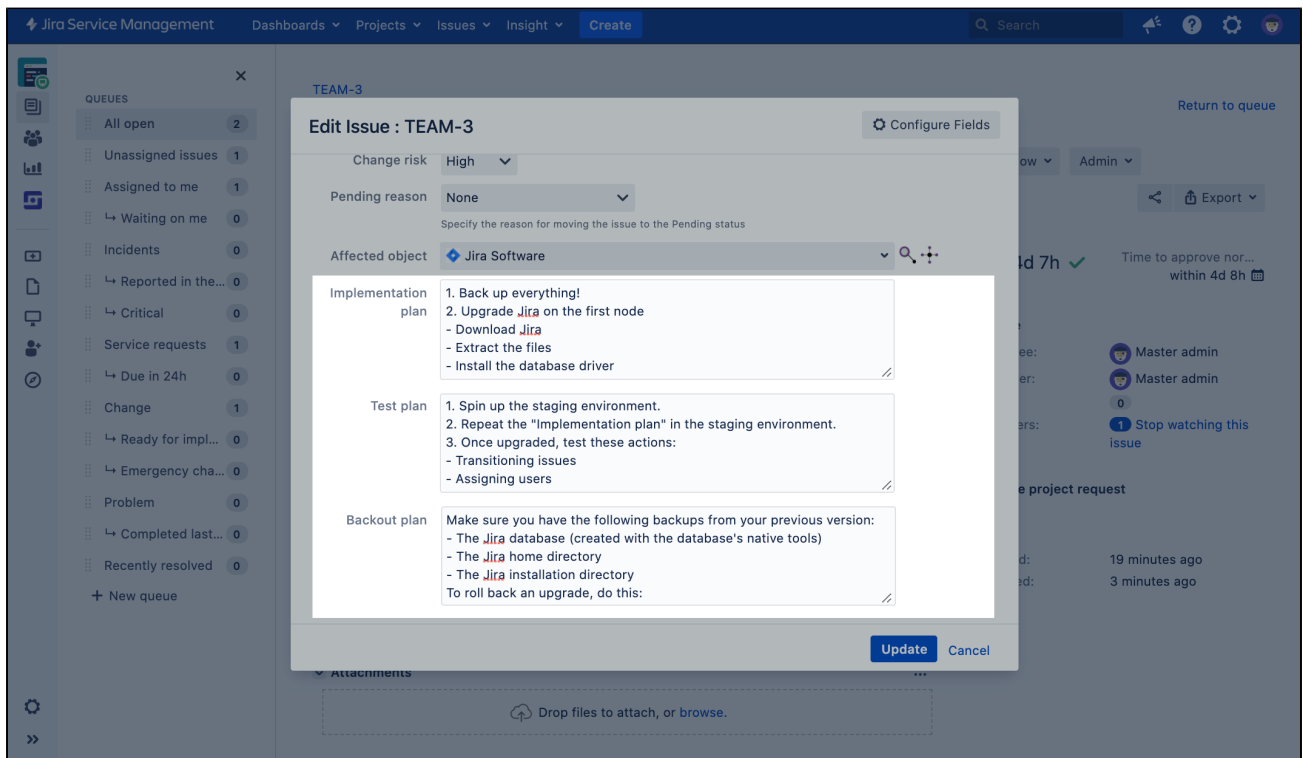 Jira Service Management Dashboards Projects Issues Insight Create Search
QUEUES
All open 2
Unassigned issues 1
Assigned to me 1
Waiting on me 0
Incidents 0
Reported in the... 0
Critical 0
Service requests 1
Due in 24h 0
Change 1
Ready for impl... 0
Emergency cha... 0
Problem 0
Completed last... 0
Recently resolved 0
+ New queue
TEAM-3
Return to queue
Edit Issue : TEAM-3
Configure Fields
Change risk High
Pending reason None
Specify the reason for moving the issue to the Pending status
Affected object Jira Software
Implementation plan
1. Back up everything!
2. Upgrade Jira on the first node
- Download Jira
- Extract the files
- Install the database driver
Test plan
1. Spin up the staging environment.
2. Repeat the "Implementation plan" in the staging environment.
3. Once upgraded, test these actions:
- Transitioning issues
- Assigning users
Backout plan
Make sure you have the following backups from your previous version:
- The Jira database (created with the database's native tools)
- The Jira home directory
- The Jira installation directory
To roll back an upgrade, do this:
Update Cancel
ow Admin
Export
4d 7h
Time to approve nor...
within 4d 8h
ee: Master admin
er: Master admin
0
ers: 1 Stop watching this
issue
e project request
d: 19 minutes ago
ed: 3 minutes ago
Attachments
Drop files to attach, or browse.